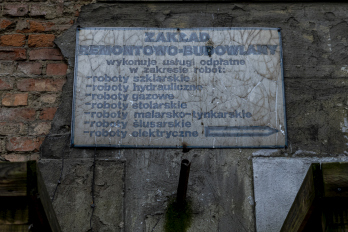 ZAKŁAD
REMONTOWO-BUDOWLANY
wykonuje usługi odpłatne
w zakresie robót:
roboty szklarskie
roboty hydrauliczne
roboty gazowe
roboty stolarskie
roboty malarsko-tynkarskie
roboty ślusarskie
roboty elektryczne